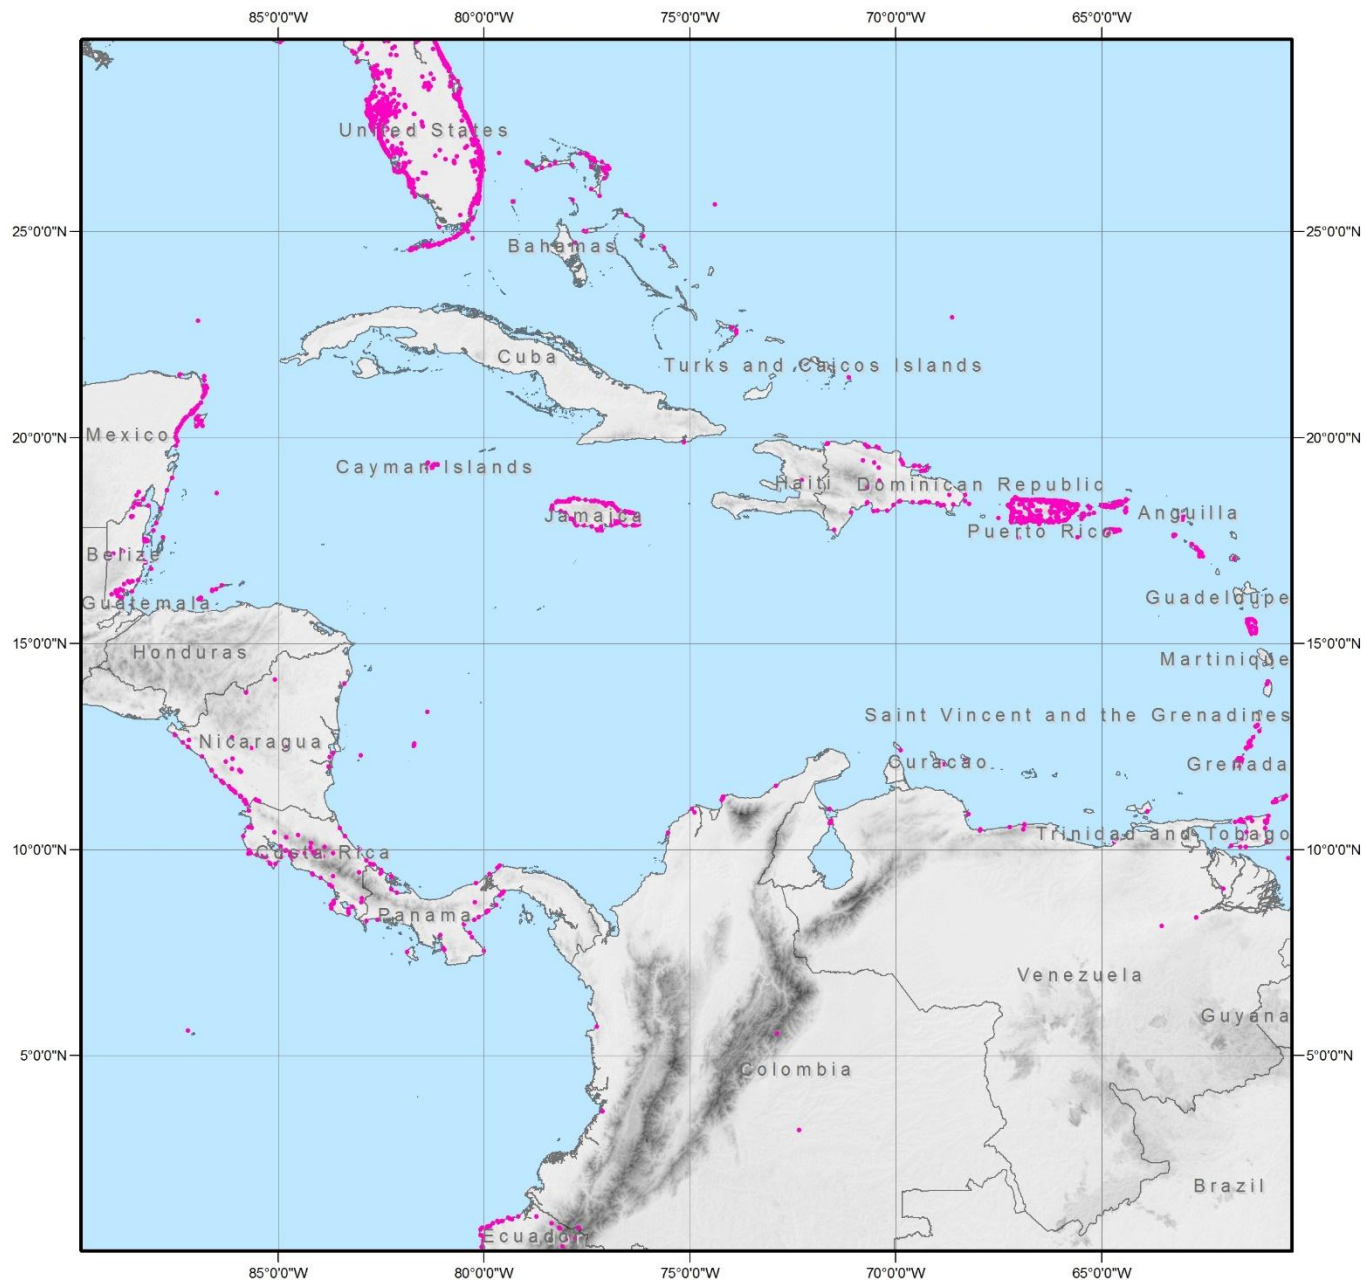 85°0'0"W 80°0'0"W 75°0'0"W 70°0'0"W 65°0'0"W
United States
25°0'0"N 25°0'0"N
Bahamas
Cuba
Turks and Caicos Islands
Mexico
20°0'0"N 20°0'0"N
Cayman Islands
Haiti Dominican Republic
Jamajca
Anguilla
Puerto Rico
Belize
Guatemala
Guadeloupe
15°0'0"N 15°0'0"N
Honduras
Martinique
Saint Vincent and the Grenadines
Nicaragua
Curacao
Grenada
Trinidad and Tobago
10°0'0"N 10°0'0"N
Costa Rica
Panama
Venezuela
Guyana
5°0'0"N 5°0'0"N
Colombia
Brazil
Ecuador
85°0'0"W 80°0'0"W 75°0'0"W 70°0'0"W 65°0'0"W